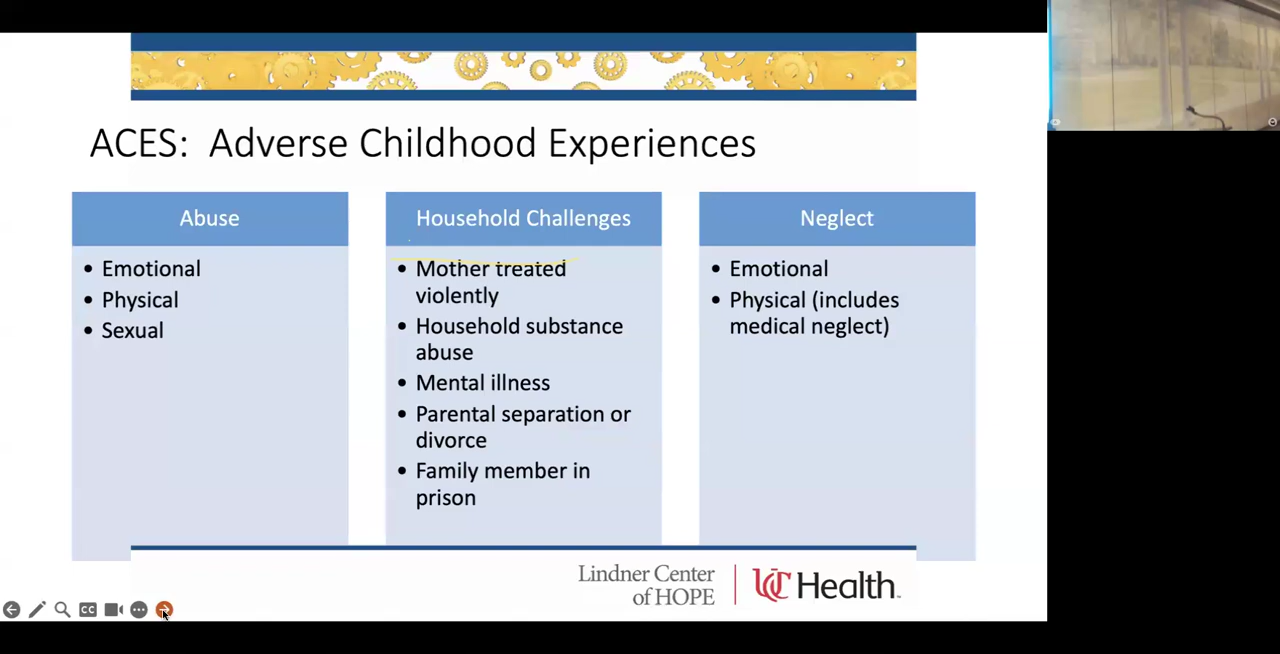 ACES: Adverse Childhood Experiences
Abuse
• Emotional
• Physical
• Sexual
Household Challenges
• Mother treated
violently
• Household substance
abuse
• Mental illness
• Parental separation or
divorce
• Family member in
prison
Neglect
• Emotional
• Physical (includes
medical neglect)
Lindner Center
of HOPE
UC Health
CC